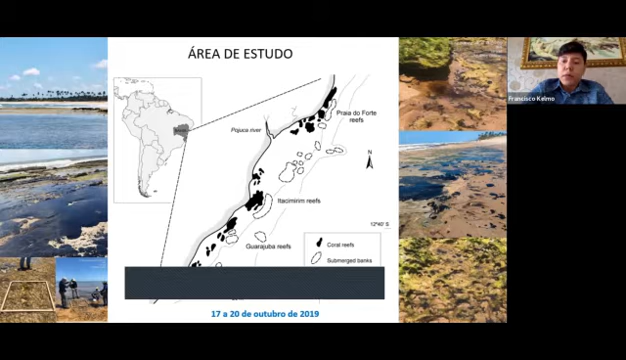 ÁREA DE ESTUDO
Francisco Kelmo
Praia do Forte
reefs
Pojuca river
N
Itacimirim reefs
12°40' S
Guarajuba reefs
Coral reefs
Submerged banks
17 a 20 de outubro de 2019